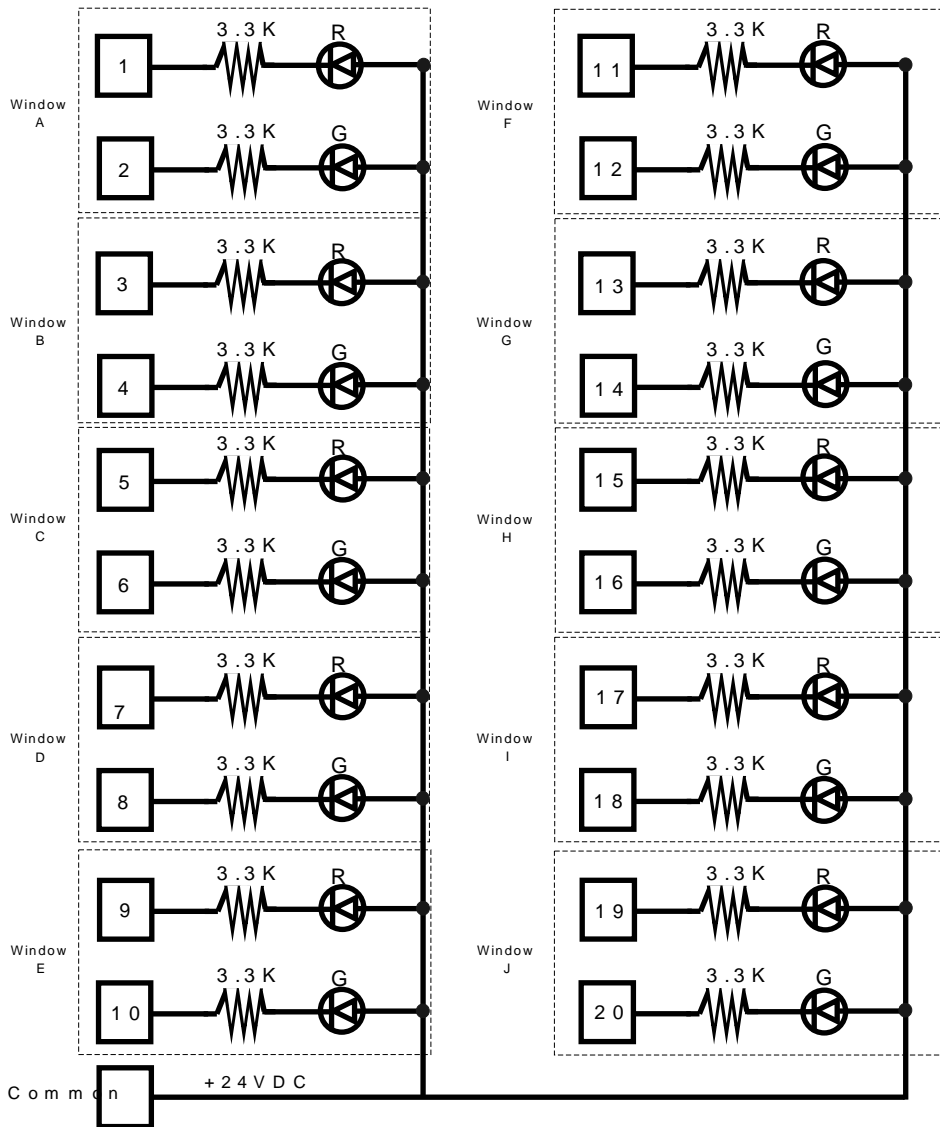 3.3K R
1
Window
A
3.3K G
2
3.3K R
3
Window
B
3.3K G
4
3.3K R
5
Window
C
3.3K G
6
3.3K R
7
Window
D
3.3K G
8
3.3K R
9
Window
E
3.3K G
10
3.3K R
11
Window
F
3.3K G
12
3.3K R
13
Window
G
3.3K G
14
3.3K R
15
Window
H
3.3K G
16
3.3K R
17
Window
I
3.3K G
18
3.3K R
19
Window
J
3.3K G
20
Common +24VDC